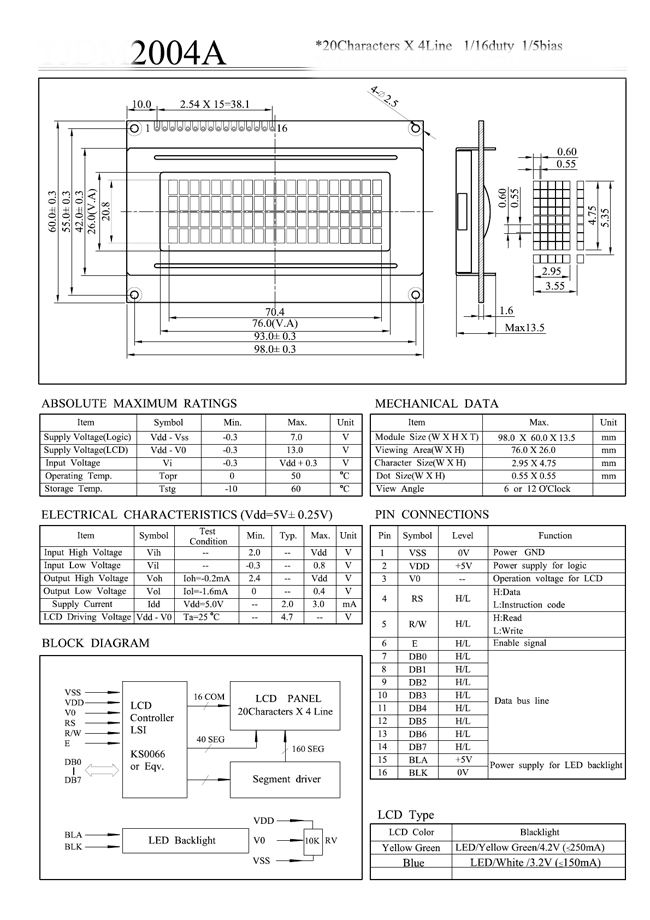 2004A
*20Characters X 4Line 1/16duty 1/5bias
10.0
2.54 X 15=38.1
4-⌀2.5
1
16
60.0± 0.3
55.0± 0.3
42.0± 0.3
26.0(V.A)
20.8
70.4
76.0(V.A)
93.0± 0.3
98.0± 0.3
1.6
Max13.5
0.60
0.55
0.60
0.55
4.75
5.35
2.95
3.55
ABSOLUTE MAXIMUM RATINGS
Item Symbol Min. Max. Unit
Supply Voltage(Logic) Vdd - Vss -0.3 7.0 V
Supply Voltage(LCD) Vdd - V0 -0.3 13.0 V
Input Voltage Vi -0.3 Vdd + 0.3 V
Operating Temp. Topr 0 50 °C
Storage Temp. Tstg -10 60 °C
MECHANICAL DATA
Item Max. Unit
Module Size (W X H X T) 98.0 X 60.0 X 13.5 mm
Viewing Area(W X H) 76.0 X 26.0 mm
Character Size(W X H) 2.95 X 4.75 mm
Dot Size(W X H) 0.55 X 0.55 mm
View Angle 6 or 12 O'Clock
ELECTRICAL CHARACTERISTICS (Vdd=5V± 0.25V)
Item Symbol Test Condition Min. Typ. Max. Unit
Input High Voltage Vih -- 2.0 -- Vdd V
Input Low Voltage Vil -- -0.3 -- 0.8 V
Output High Voltage Voh Ioh=-0.2mA 2.4 -- Vdd V
Output Low Voltage Vol Iol=-1.6mA 0 -- 0.4 V
Supply Current Idd Vdd=5.0V -- 2.0 3.0 mA
LCD Driving Voltage Vdd - V0 Ta=25°C -- 4.7 -- V
PIN CONNECTIONS
Pin Symbol Level Function
1 VSS 0V Power GND
2 VDD +5V Power supply for logic
3 V0 -- Operation voltage for LCD
4 RS H/L H:Data
L:Instruction code
5 R/W H/L H:Read
L:Write
6 E H/L Enable signal
7 DB0 H/L
8 DB1 H/L
9 DB2 H/L
10 DB3 H/L
Data bus line
11 DB4 H/L
12 DB5 H/L
13 DB6 H/L
14 DB7 H/L
15 BLA +5V
Power supply for LED backlight
16 BLK 0V
BLOCK DIAGRAM
VSS
VDD
V0
RS
R/W
E
DB0
DB7
LCD
Controller
LSI
KS0066
or Eqv.
16 COM
40 SEG
160 SEG
LCD PANEL
20Characters X 4 Line
Segment driver
BLA
BLK
LED Backlight
VDD
V0
VSS
10K
RV
LCD Type
LCD Color Blacklight
Yellow Green LED/Yellow Green/4.2V (≤250mA)
Blue LED/White /3.2V (≤150mA)